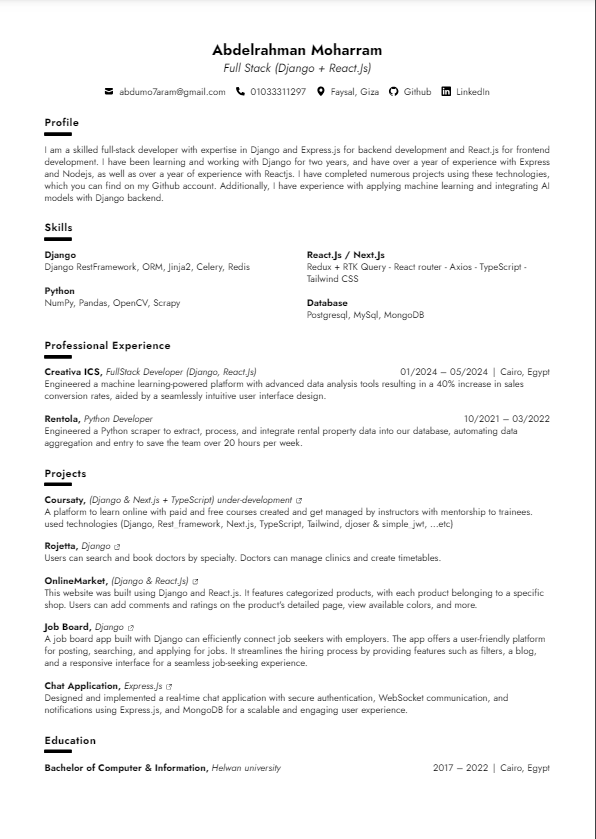 Abdelrahman Moharram
Full Stack (Django + React.Js)
abdumo7aram@gmail.com 01033311297 Faysal, Giza Github LinkedIn
Profile
I am a skilled full-stack developer with expertise in Django and Express.js for backend development and React.js for frontend
development. I have been learning and working with Django for two years, and have over a year of experience with Express
and Nodejs, as well as over a year of experience with Reactjs. I have completed numerous projects using these technologies,
which you can find on my Github account. Additionally, I have experience with applying machine learning and integrating AI
models with Django backend.
Skills
Django
Django RestFramework, ORM, Jinja2, Celery, Redis
Python
NumPy, Pandas, OpenCV, Scrapy
React.Js / Next.Js
Redux + RTK Query - React router - Axios - TypeScript -
Tailwind CSS
Database
Postgresql, MySql, MongoDB
Professional Experience
Creativa ICS, FullStack Developer (Django, React.Js) 01/2024 – 05/2024 | Cairo, Egypt
Engineered a machine learning-powered platform with advanced data analysis tools resulting in a 40% increase in sales
conversion rates, aided by a seamlessly intuitive user interface design.
Rentola, Python Developer 10/2021 – 03/2022
Engineered a Python scraper to extract, process, and integrate rental property data into our database, automating data
aggregation and entry to save the team over 20 hours per week.
Projects
Coursaty, (Django & Next.js + TypeScript) under-development
A platform to learn online with paid and free courses created and get managed by instructors with mentorship to trainees.
used technologies (Django, Rest_framework, Next.js, TypeScript, Tailwind, djoser & simple_jwt, ...etc)
Rojetta, Django
Users can search and book doctors by specialty. Doctors can manage clinics and create timetables.
OnlineMarket, (Django & React.Js)
This website was built using Django and React.js. It features categorized products, with each product belonging to a specific
shop. Users can add comments and ratings on the product's detailed page, view available colors, and more.
Job Board, Django
A job board app built with Django can efficiently connect job seekers with employers. The app offers a user-friendly platform
for posting, searching, and applying for jobs. It streamlines the hiring process by providing features such as filters, a blog,
and a responsive interface for a seamless job-seeking experience.
Chat Application, Express.Js
Designed and implemented a real-time chat application with secure authentication, WebSocket communication, and
notifications using Express.js, and MongoDB for a scalable and engaging user experience.
Education
Bachelor of Computer & Information, Helwan university 2017 – 2022 | Cairo, Egypt